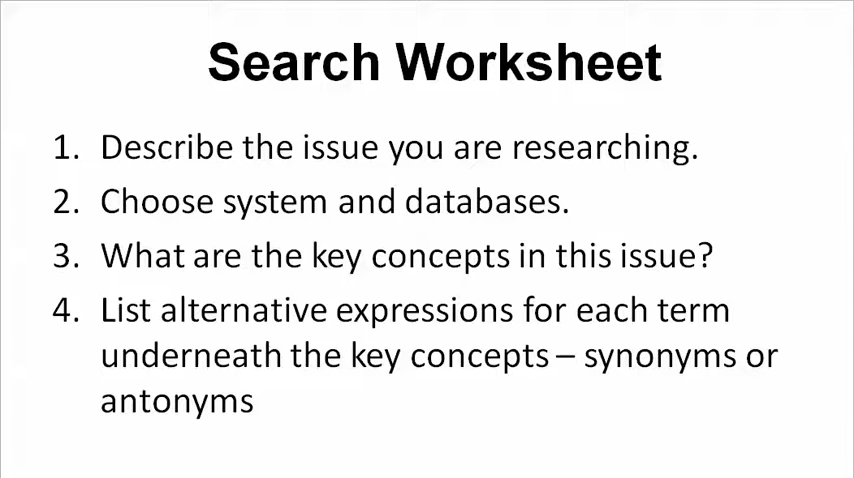 Search Worksheet
1. Describe the issue you are researching.
2. Choose system and databases.
3. What are the key concepts in this issue?
4. List alternative expressions for each term
underneath the key concepts – synonyms or
antonyms